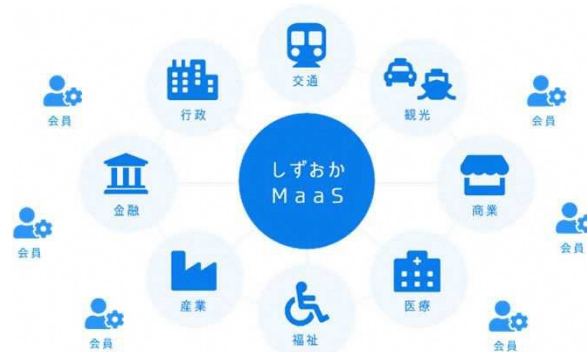 交通
行政
観光
会員
会員
しずおか
MaaS
金融
商業
会員
会員
産業
医療
福祉
会員
会員